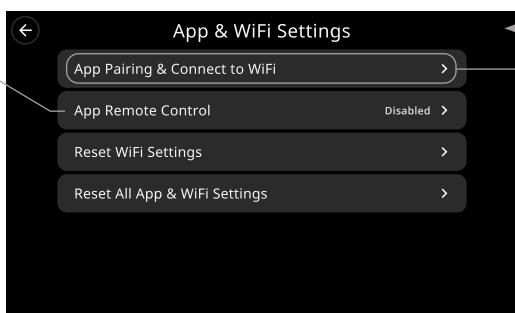 App & WiFi Settings
App Pairing & Connect to WiFi
App Remote Control Disabled
Reset WiFi Settings
Reset All App & WiFi Settings